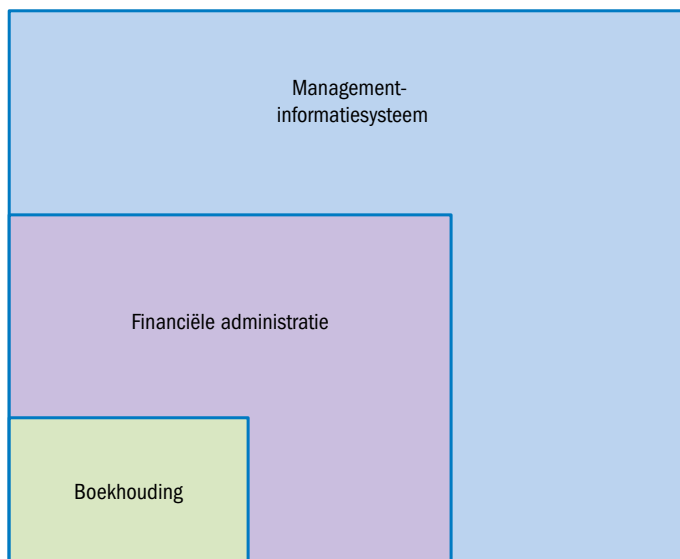 Management-
informatiesysteem
Financiële administratie
Boekhouding